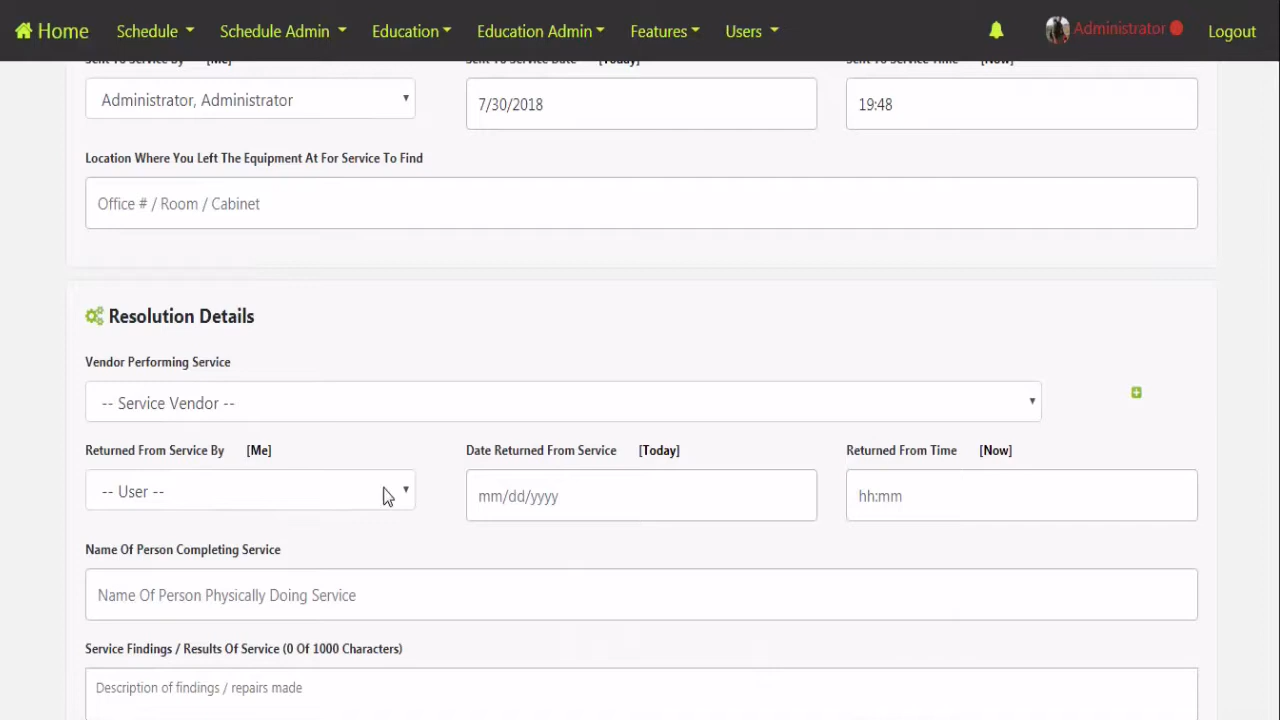 Home Schedule Schedule Admin Education Education Admin Features Users Administrator Logout
Sent To Service By [Me] Sent To Service Date [Today] Sent To Service Time [Now]
Administrator, Administrator 7/30/2018 19:48
Location Where You Left The Equipment At For Service To Find
Office # / Room / Cabinet
Resolution Details
Vendor Performing Service
-- Service Vendor --
Returned From Service By [Me] Date Returned From Service [Today] Returned From Time [Now]
-- User -- mm/dd/yyyy hh:mm
Name Of Person Completing Service
Name Of Person Physically Doing Service
Service Findings / Results Of Service (0 Of 1000 Characters)
Description of findings / repairs made